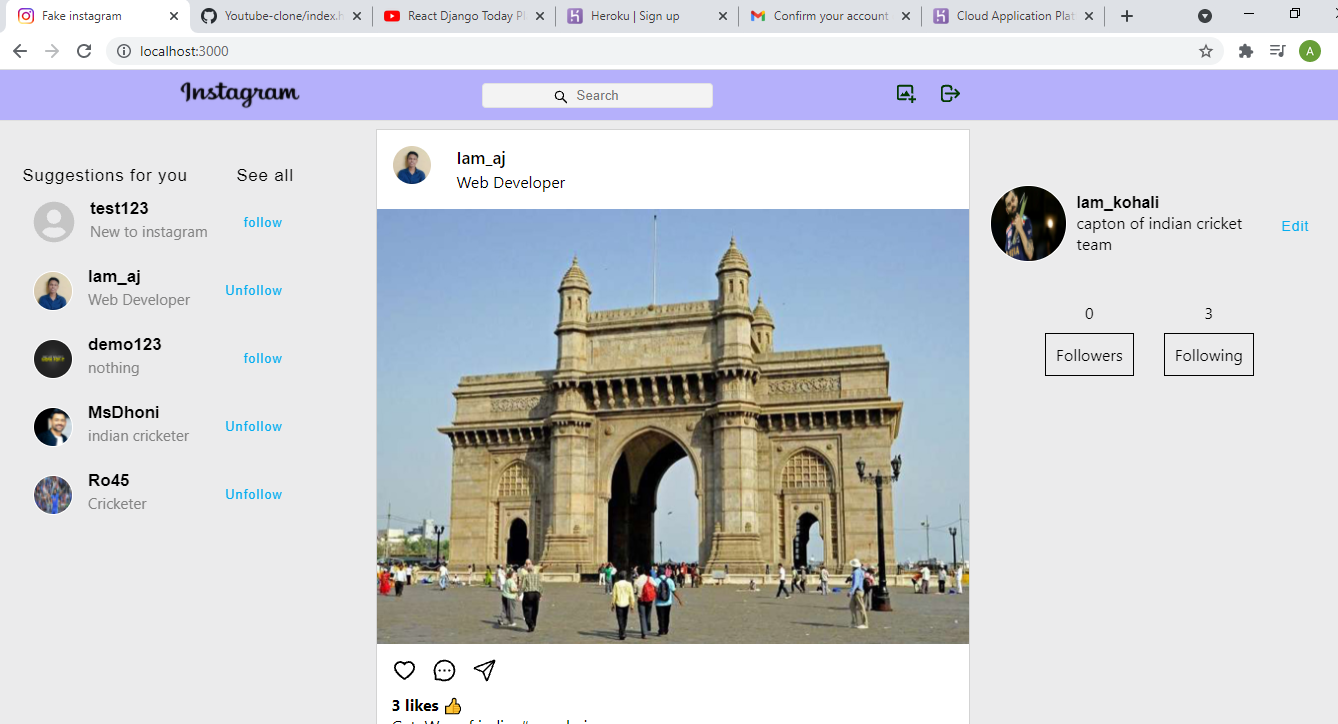 Fake instagram
Youtube-clone/index.h
React Django Today Pl
Heroku | Sign up
Confirm your account
Cloud Application Plat
localhost:3000
A
Instagram
Search
Suggestions for you See all
test123
New to instagram
follow
Iam_aj
Web Developer
Unfollow
demo123
nothing
follow
MsDhoni
indian cricketer
Unfollow
Ro45
Cricketer
Unfollow
Iam_aj
Web Developer
3 likes 👍
Iam_kohali
capton of indian cricket
team
Edit
0 3
Followers Following